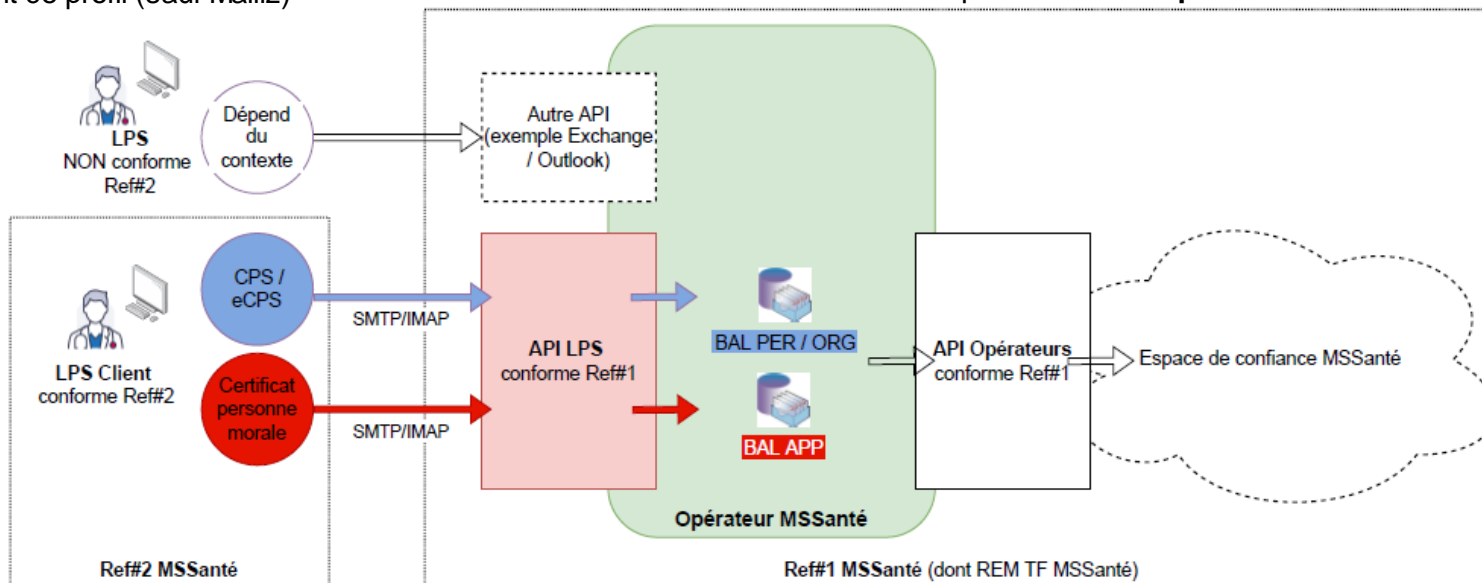 LPS
NON conforme
Ref#2
Dépend
du
contexte
Autre API
(exemple Exchange
/ Outlook)
LPS Client
conforme Ref#2
CPS /
eCPS
SMTP/IMAP
Certificat
personne
morale
SMTP/IMAP
API LPS
conforme Ref#1
BAL PER / ORG
BAL APP
API Opérateurs
conforme Ref#1
Espace de confiance MSSanté
Opérateur MSSanté
Ref#2 MSSanté
Ref#1 MSSanté (dont REM TF MSSanté)